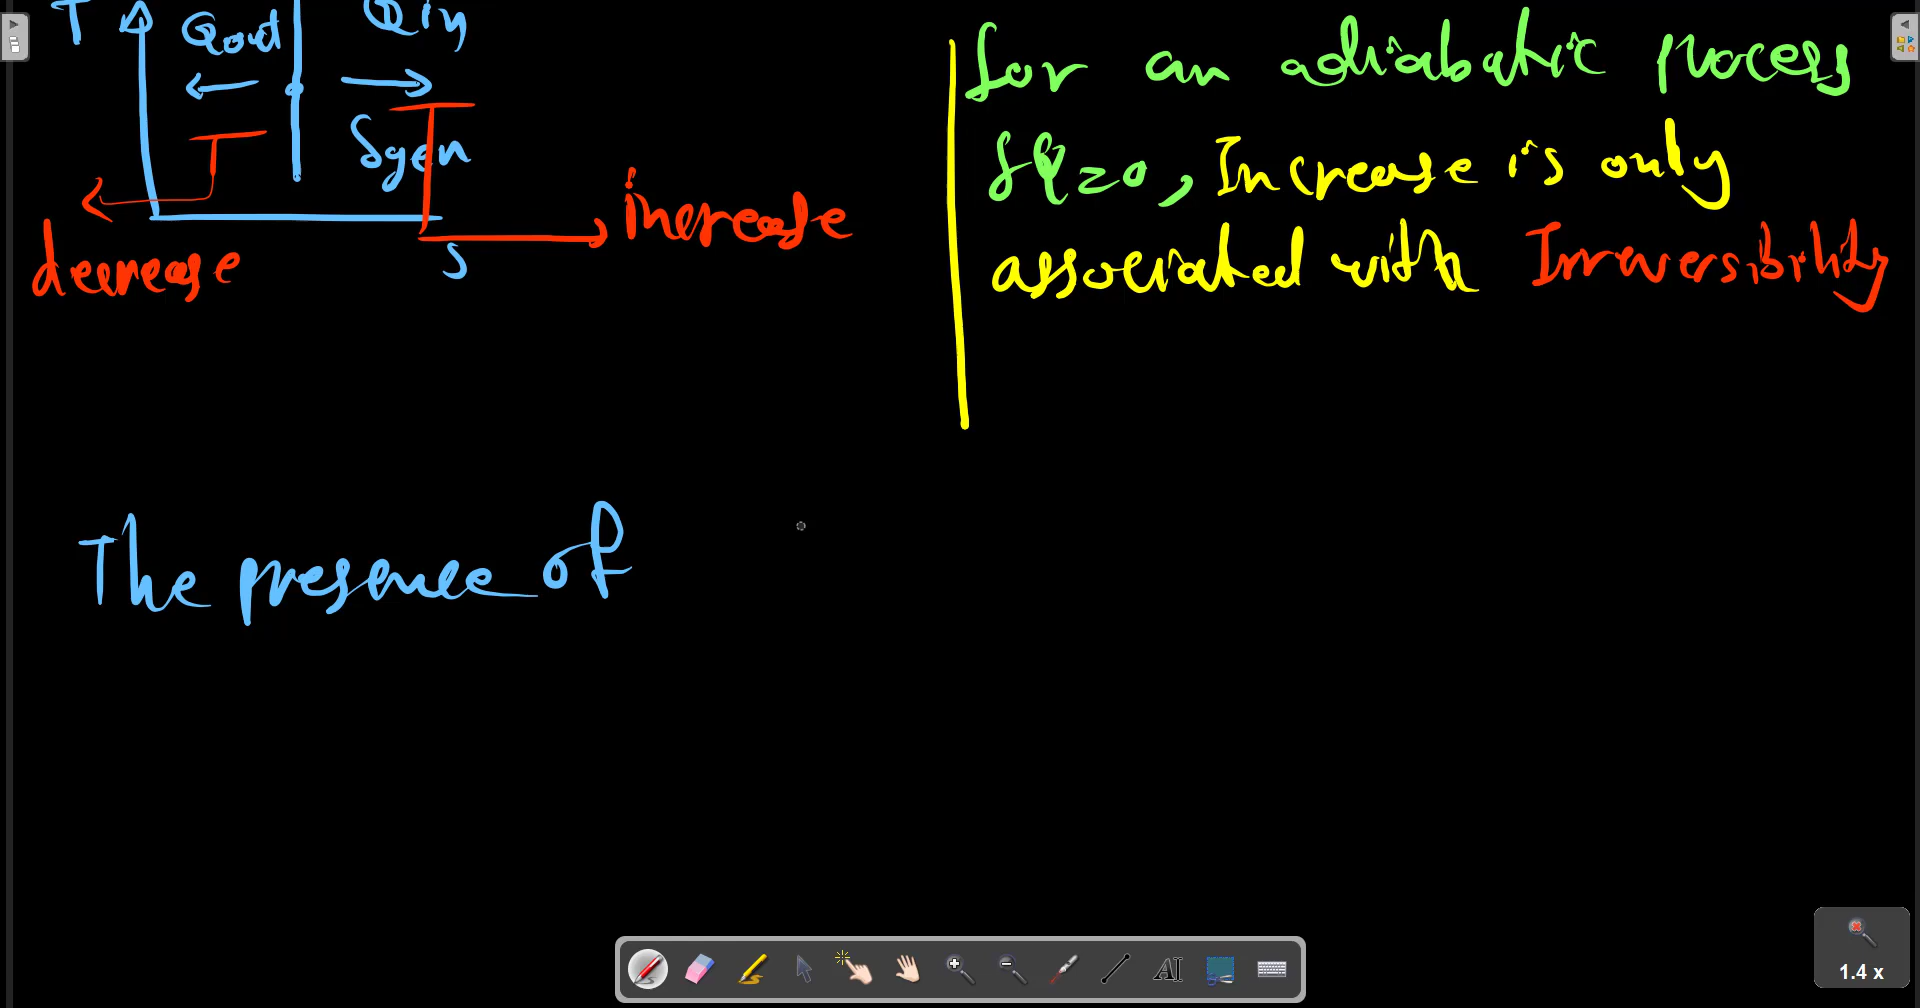 T
Qout
Qin
Sgen
S
decrease
increase
for an adiabatic process
δQ=0, Increase is only
associated with Irreversibility
The presence of
1.4 x